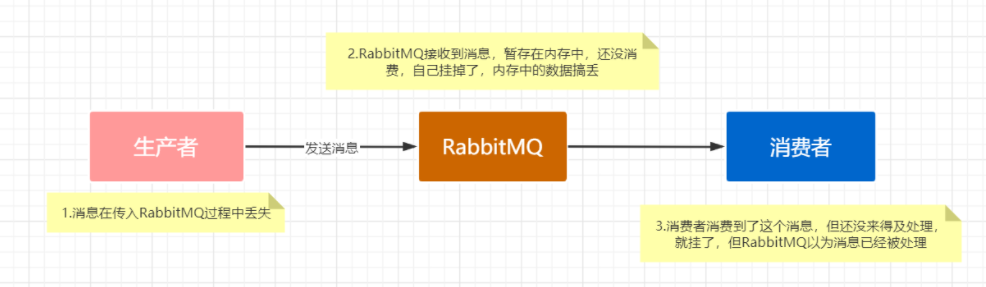 2.RabbitMQ接收到消息，暂存在内存中，还没消
费，自己挂掉了，内存中的数据搞丢
生产者
发送消息
RabbitMQ
消费者
1.消息在传入RabbitMQ过程中丢失
3.消费者消费到了这个消息，但还没来得及处理，
就挂了，但RabbitMQ以为消息已经被处理